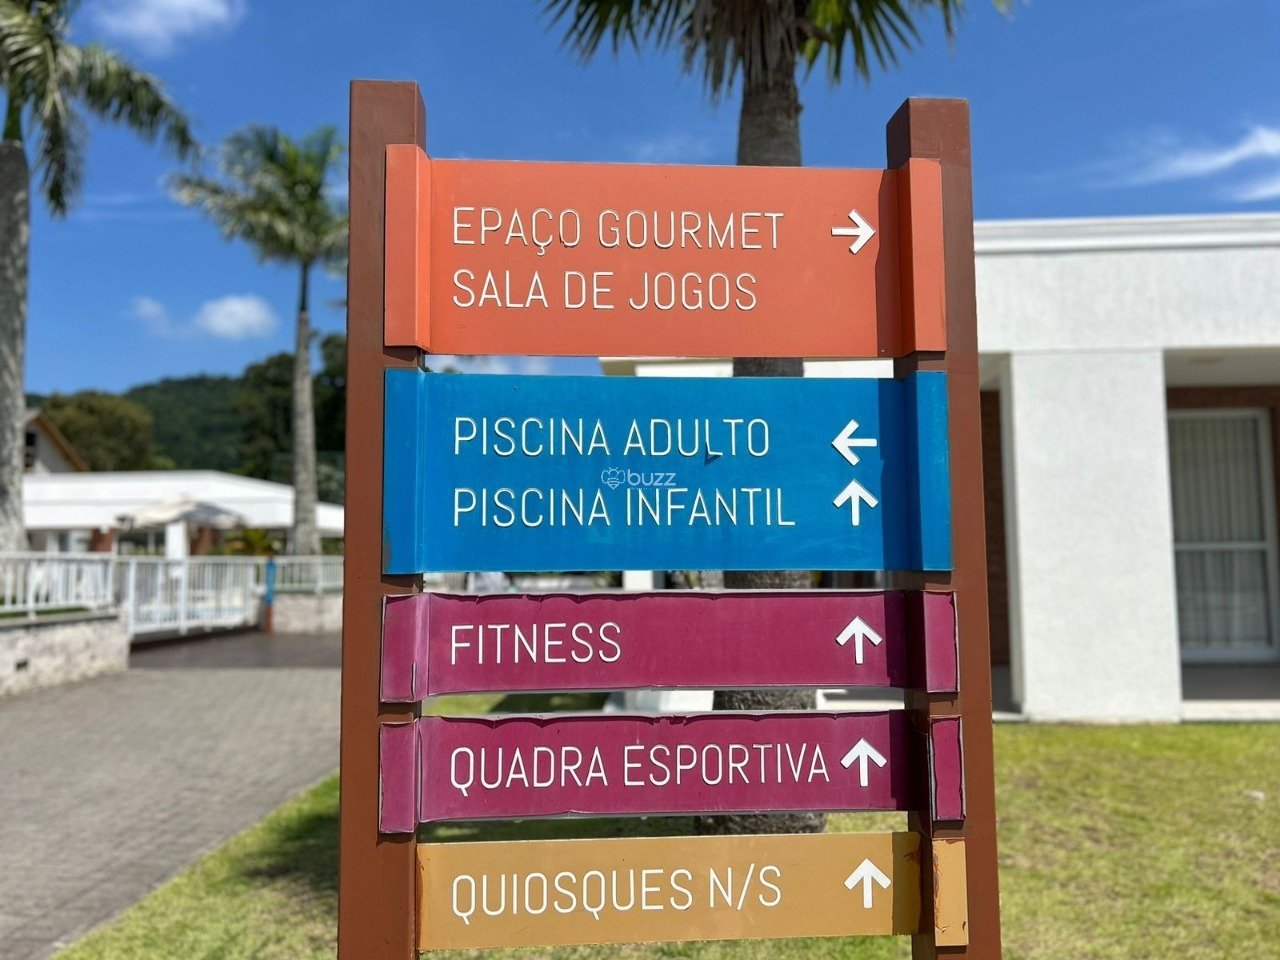 EPAÇO GOURMET →
SALA DE JOGOS
PISCINA ADULTO ←
buzz
PISCINA INFANTIL ↑
FITNESS ↑
QUADRA ESPORTIVA ↑
QUIOSQUES N/S ↑